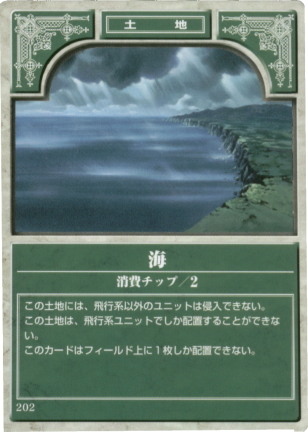 土地
海
消費チップ／2
この土地には、飛行系以外のユニットは侵入できない。
この土地は、飛行系ユニットでしか配置することができな
い。
このカードはフィールド上に1枚しか配置できない。
202